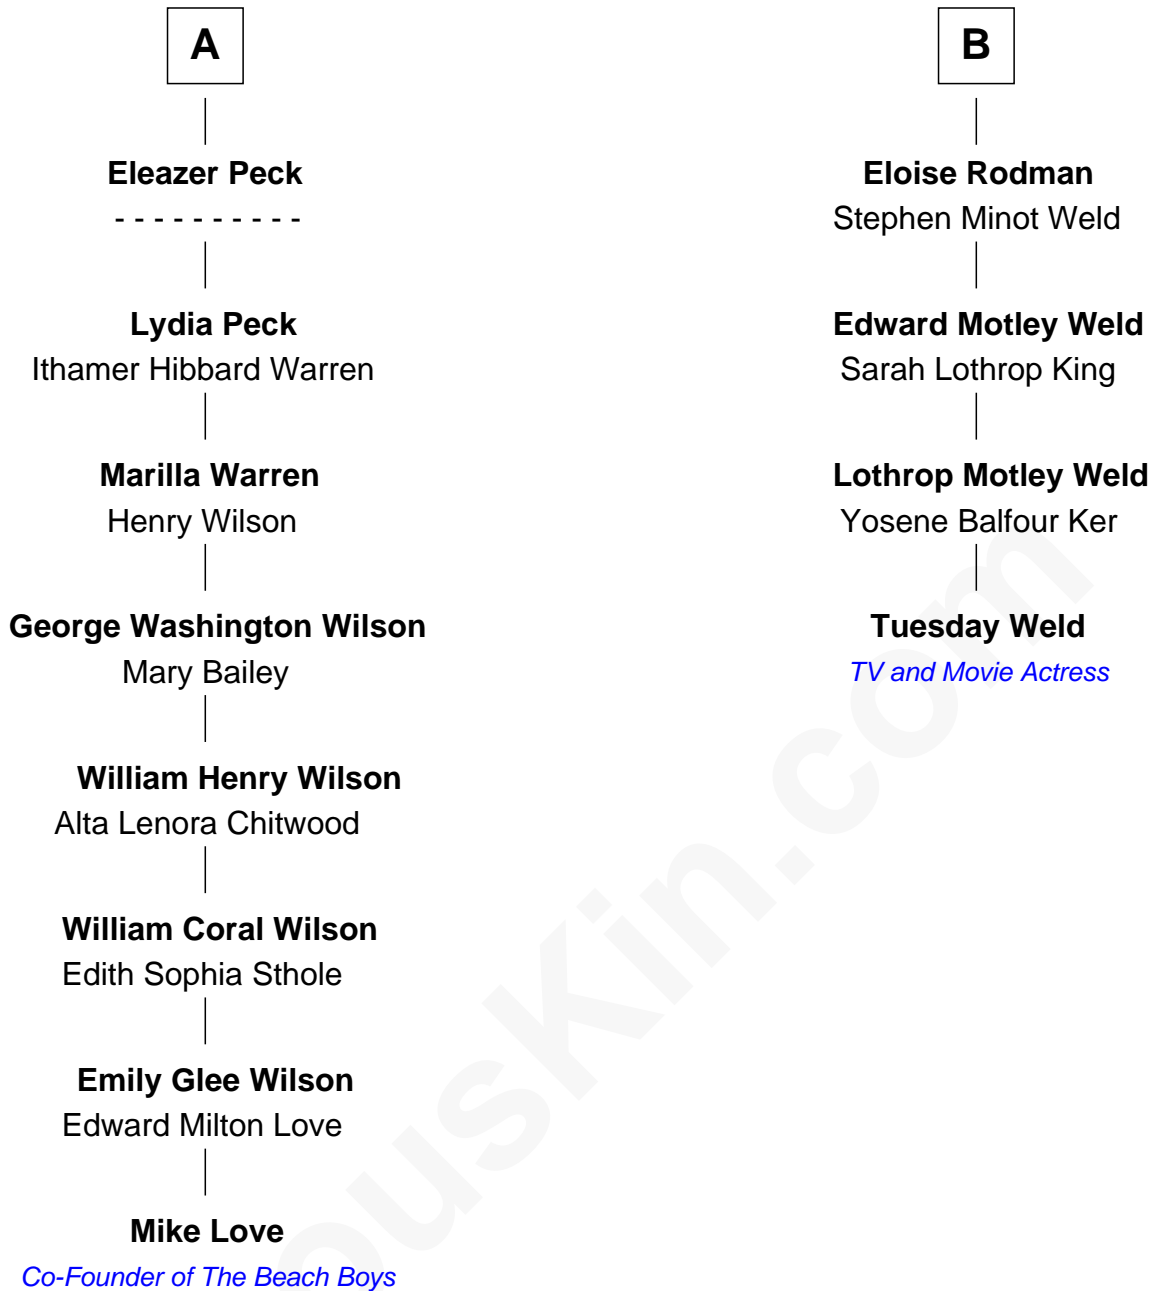 A
Eleazer Peck
- - - - - - - - - -
Lydia Peck
Ithamer Hibbard Warren
Marilla Warren
Henry Wilson
George Washington Wilson
Mary Bailey
William Henry Wilson
Alta Lenora Chitwood
William Coral Wilson
Edith Sophia Sthole
Emily Glee Wilson
Edward Milton Love
Mike Love
Co-Founder of The Beach Boys
B
Eloise Rodman
Stephen Minot Weld
Edward Motley Weld
Sarah Lothrop King
Lothrop Motley Weld
Yosene Balfour Ker
Tuesday Weld
TV and Movie Actress
ousKin.com